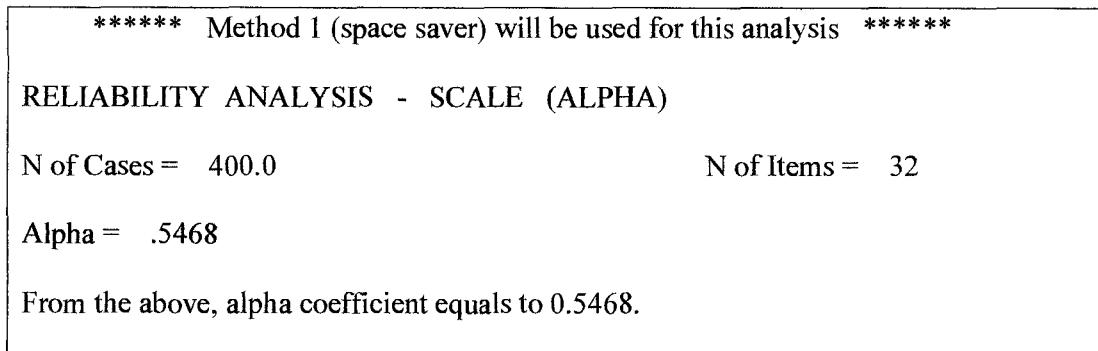 ****** Method 1 (space saver) will be used for this analysis ******
RELIABILITY ANALYSIS - SCALE (ALPHA)
N of Cases = 400.0 N of Items = 32
Alpha = .5468
From the above, alpha coefficient equals to 0.5468.